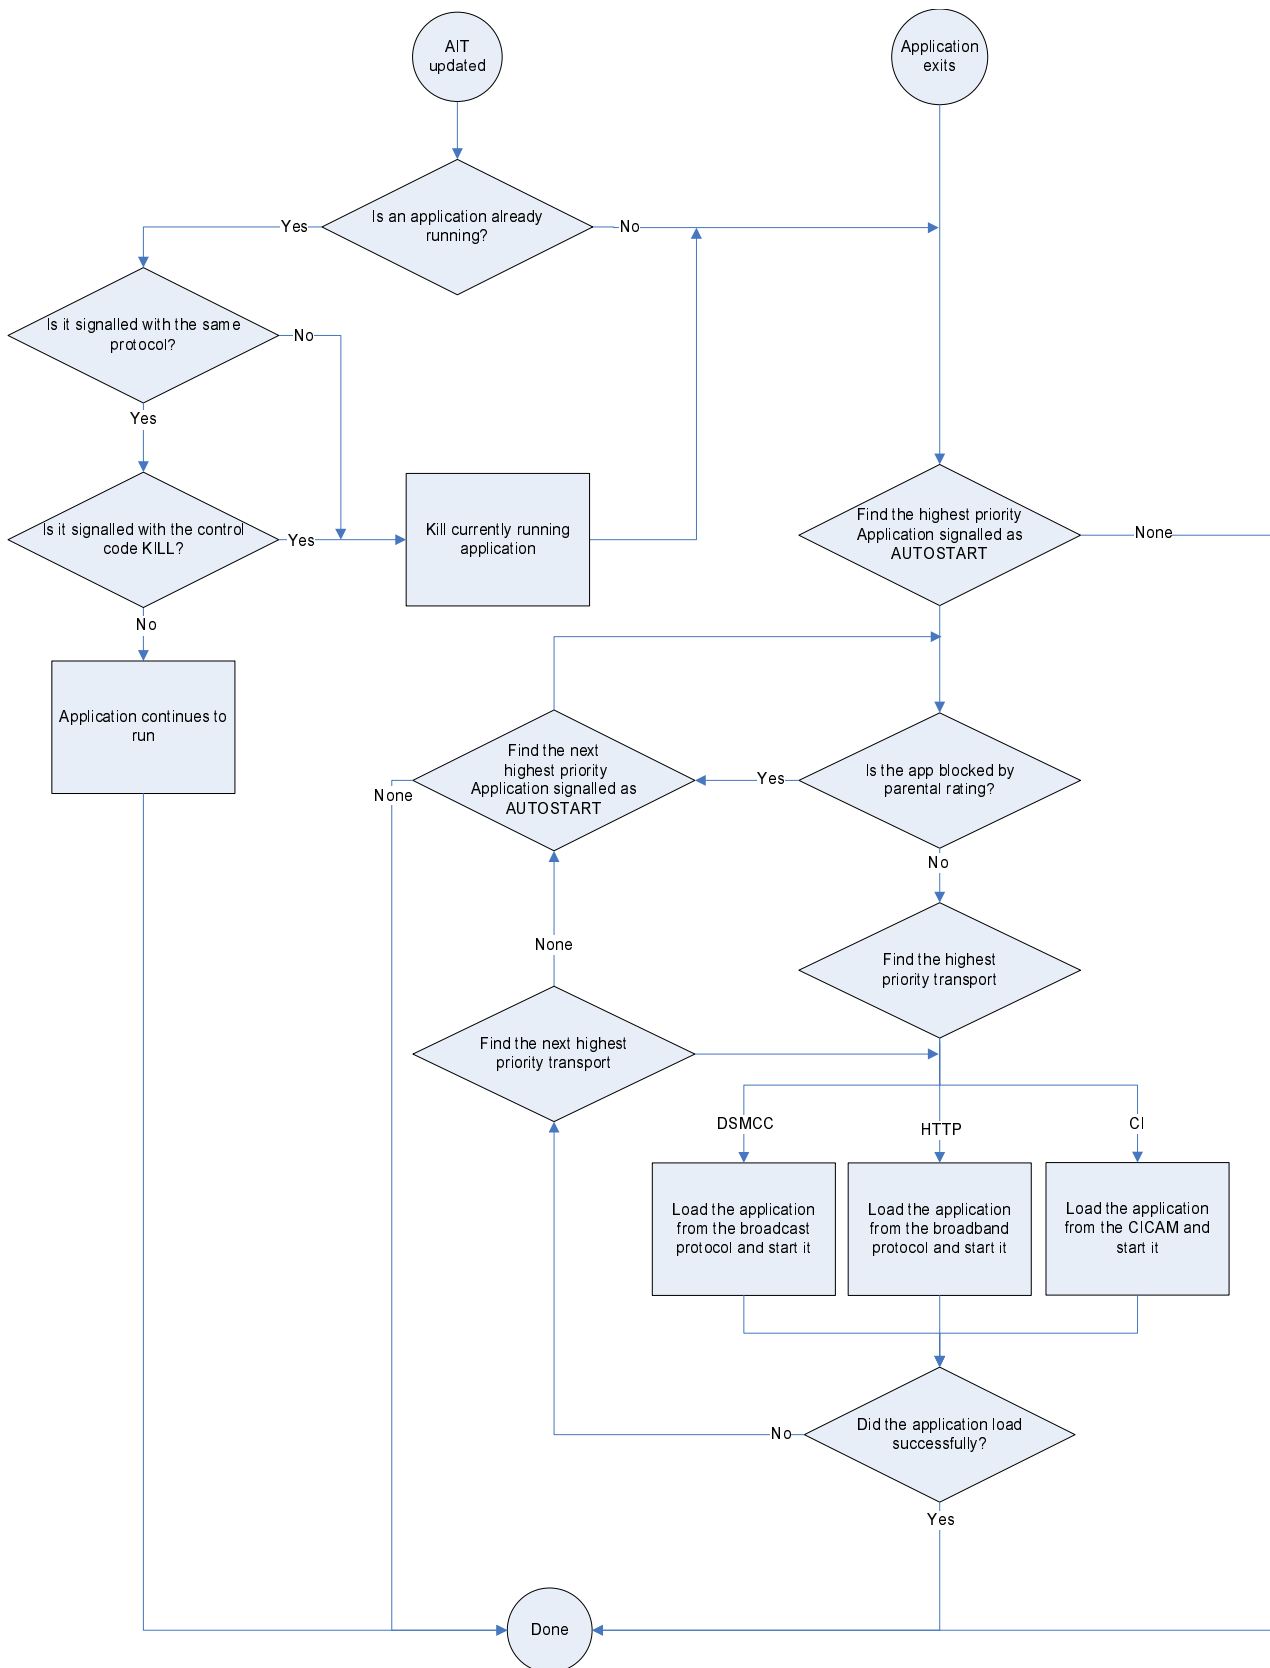 AIT
updated
Application
exits
Is an application already
running?
Yes
No
Is it signalled with the same
protocol?
No
Yes
Is it signalled with the control
code KILL?
Yes
No
Kill currently running
application
Find the highest priority
Application signalled as
AUTOSTART
None
Application continues to
run
Find the next
highest priority
Application signalled as
AUTOSTART
None
Yes
Is the app blocked by
parental rating?
No
None
Find the highest
priority transport
Find the next highest
priority transport
DSMCC
HTTP
CI
Load the application
from the broadcast
protocol and start it
Load the application
from the broadband
protocol and start it
Load the application
from the CICAM and
start it
Did the application load
successfully?
No
Yes
Done